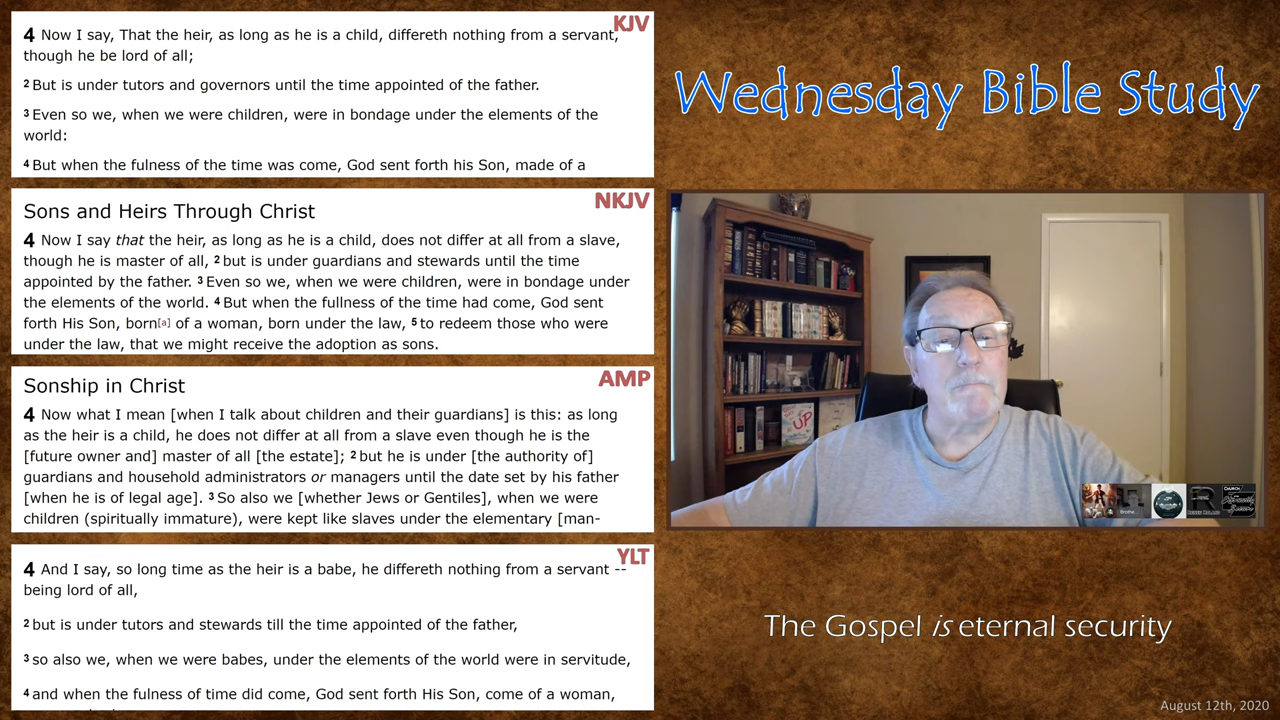 KJV
4 Now I say, That the heir, as long as he is a child, differeth nothing from a servant,
though he be lord of all;
2 But is under tutors and governors until the time appointed of the father.
3 Even so we, when we were children, were in bondage under the elements of the
world:
4 But when the fulness of the time was come, God sent forth his Son, made of a
NKJV
Sons and Heirs Through Christ
4 Now I say that the heir, as long as he is a child, does not differ at all from a slave,
though he is master of all, 2 but is under guardians and stewards until the time
appointed by the father. 3 Even so we, when we were children, were in bondage under
the elements of the world. 4 But when the fullness of the time had come, God sent
forth His Son, born[a] of a woman, born under the law, 5 to redeem those who were
under the law, that we might receive the adoption as sons.
AMP
Sonship in Christ
4 Now what I mean [when I talk about children and their guardians] is this: as long
as the heir is a child, he does not differ at all from a slave even though he is the
[future owner and] master of all [the estate]; 2 but he is under [the authority of]
guardians and household administrators or managers until the date set by his father
[when he is of legal age]. 3 So also we [whether Jews or Gentiles], when we were
children (spiritually immature), were kept like slaves under the elementary [man-
YLT
4 And I say, so long time as the heir is a babe, he differeth nothing from a servant --
being lord of all,
2 but is under tutors and stewards till the time appointed of the father,
3 so also we, when we were babes, under the elements of the world were in servitude,
4 and when the fulness of time did come, God sent forth His Son, come of a woman,
Wednesday Bible Study
UP
Brothe...
CHURCH
The Gospel is eternal security
August 12th, 2020